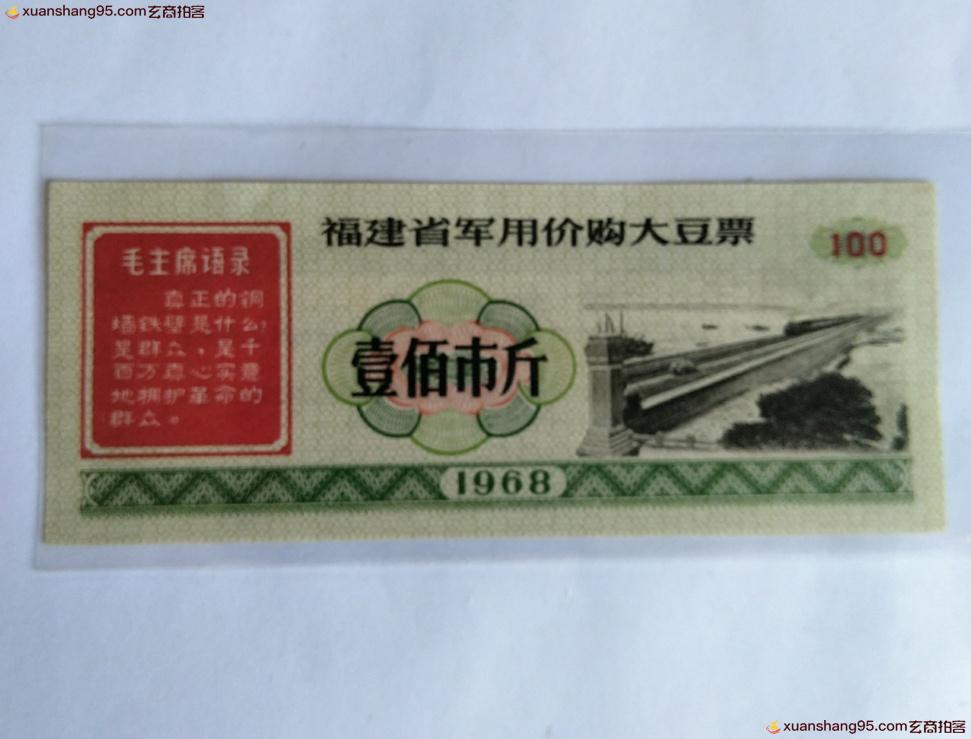 xuanshang95.com玄商拍客
福建省军用价购大豆票
100
毛主席语录
真正的铜
墙铁壁是什么？
是群众，是千
百万真心实意
地拥护革命的
群众。
壹佰市斤
1968
xuanshang95.com玄商拍客